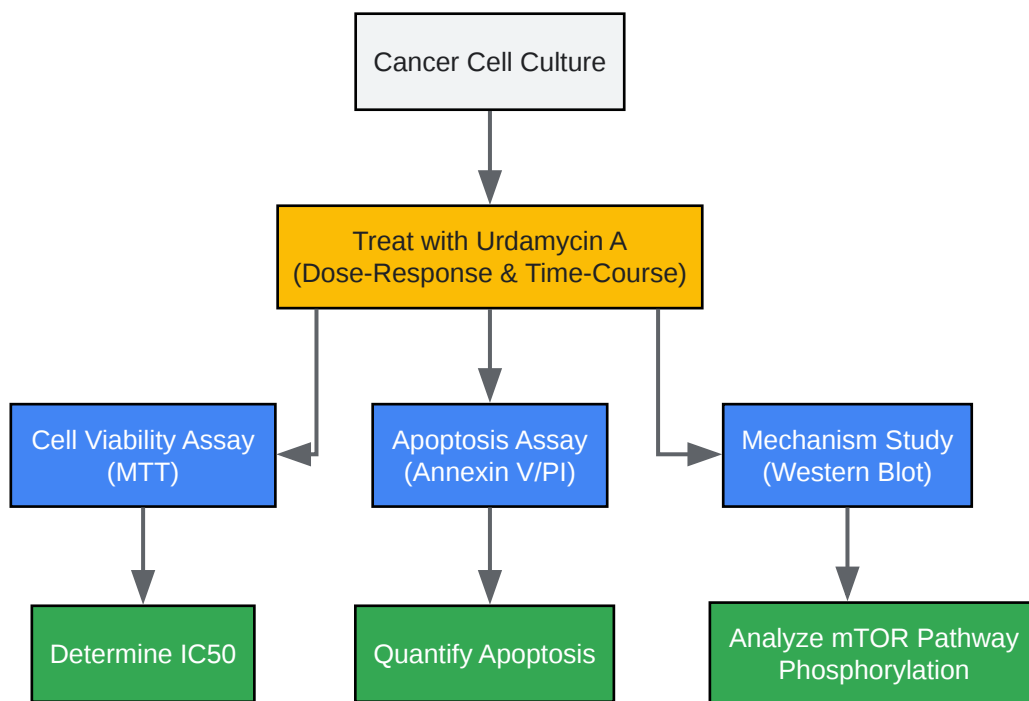 Cancer Cell Culture
Treat with Urdamycin A
(Dose-Response & Time-Course)
Cell Viability Assay
(MTT)
Apoptosis Assay
(Annexin V/PI)
Mechanism Study
(Western Blot)
Determine IC50
Quantify Apoptosis
Analyze mTOR Pathway
Phosphorylation